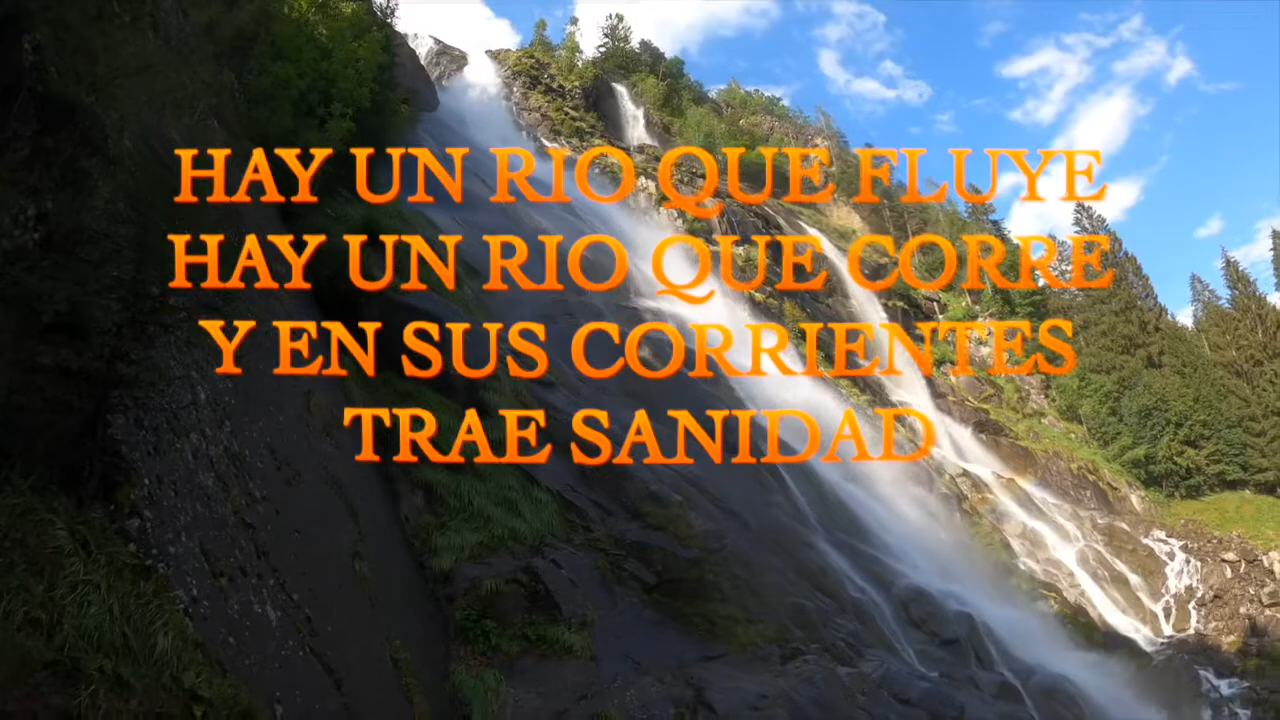 HAY UN RIO QUE FLUYE
HAY UN RIO QUE CORRE
Y EN SUS CORRIENTES
TRAE SANIDAD